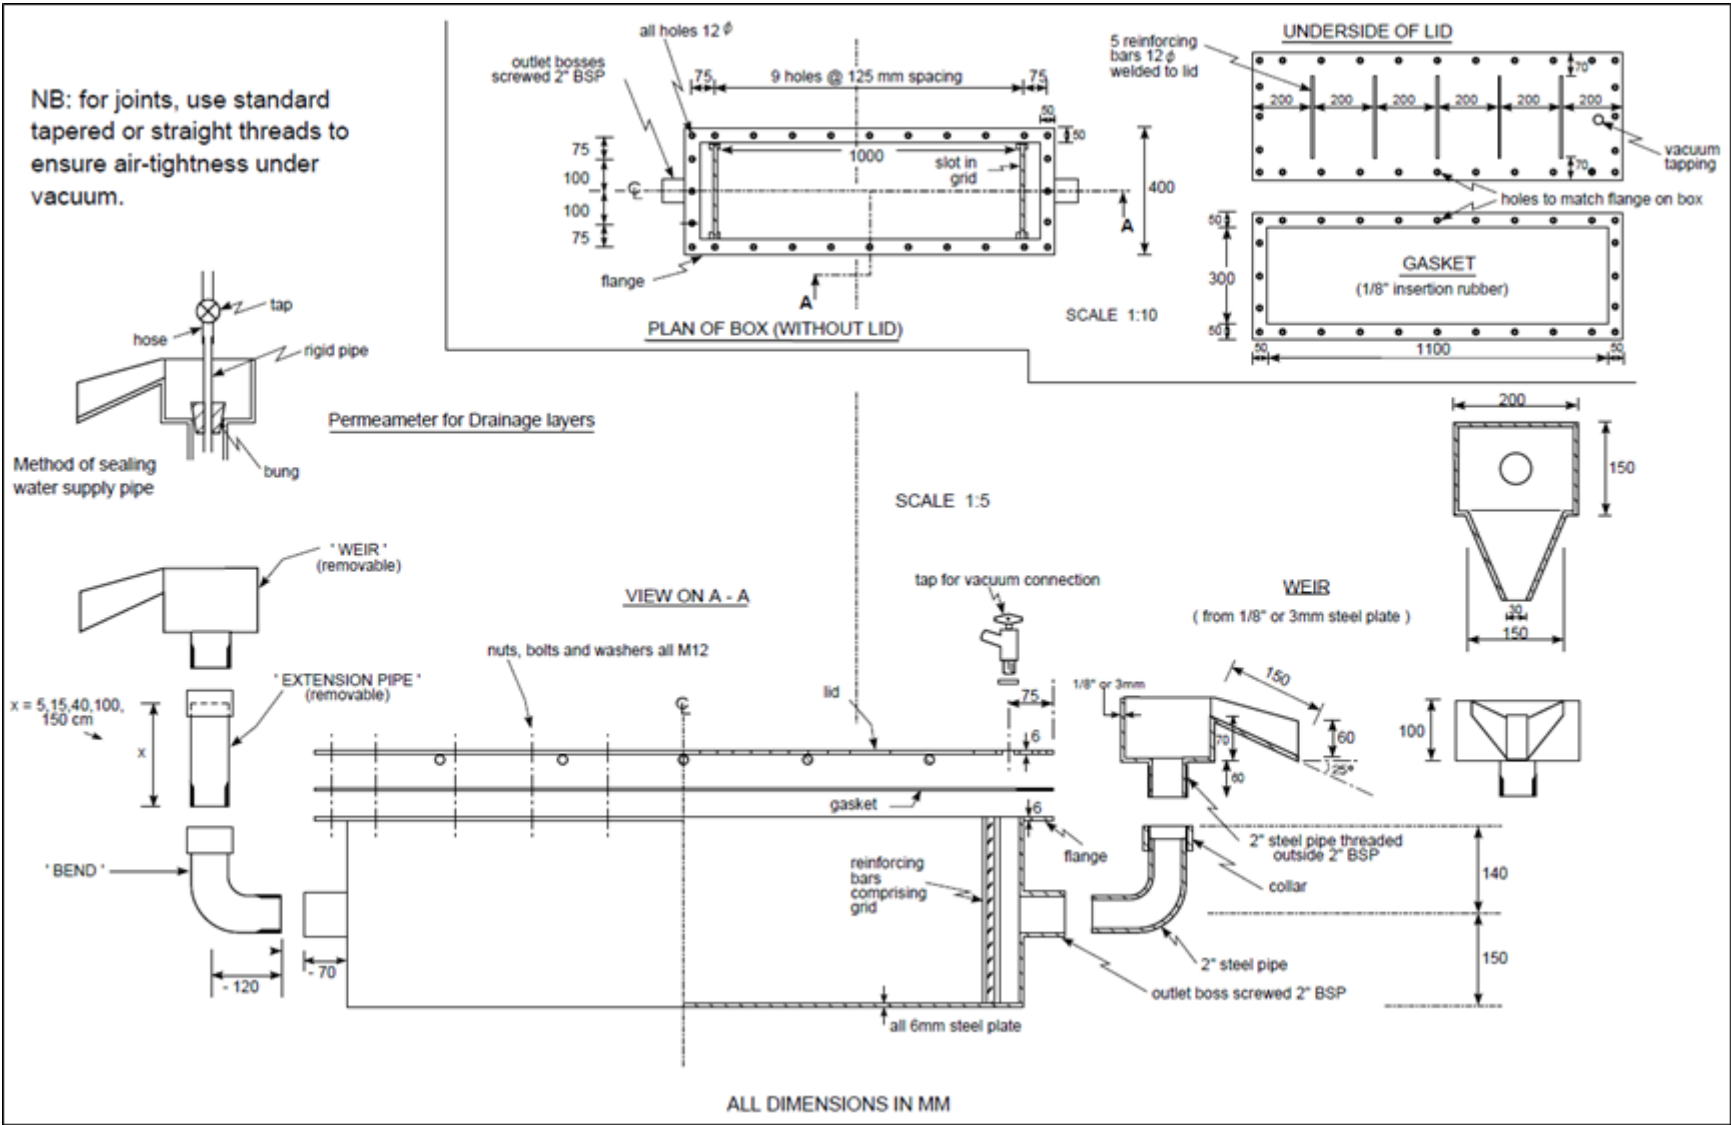 NB: for joints, use standard
tapered or straight threads to
ensure air-tightness under
vacuum.
all holes 12 ϕ
outlet bosses
screwed 2" BSP
75
9 holes @ 125 mm spacing
75
50
50
75
100
100
75
1000
slot in
grid
400
℄
A
A
flange
PLAN OF BOX (WITHOUT LID)
SCALE 1:10
UNDERSIDE OF LID
5 reinforcing
bars 12 ϕ
welded to lid
70
200
200
200
200
200
200
70
vacuum
tapping
holes to match flange on box
50
300
50
GASKET
(1/8" insertion rubber)
50
1100
50
tap
hose
rigid pipe
Method of sealing
water supply pipe
bung
Permeameter for Drainage layers
SCALE 1:5
200
150
30
150
' WEIR '
(removable)
' EXTENSION PIPE '
(removable)
x = 5,15,40,100,
150 cm
x
' BEND '
- 120
- 70
VIEW ON A - A
nuts, bolts and washers all M12
℄
lid
tap for vacuum connection
75
6
gasket
6
flange
reinforcing
bars
comprising
grid
all 6mm steel plate
WEIR
( from 1/8" or 3mm steel plate )
1/8" or 3mm
150
70
60
60
25°
100
2" steel pipe threaded
outside 2" BSP
collar
140
150
2" steel pipe
outlet boss screwed 2" BSP
ALL DIMENSIONS IN MM